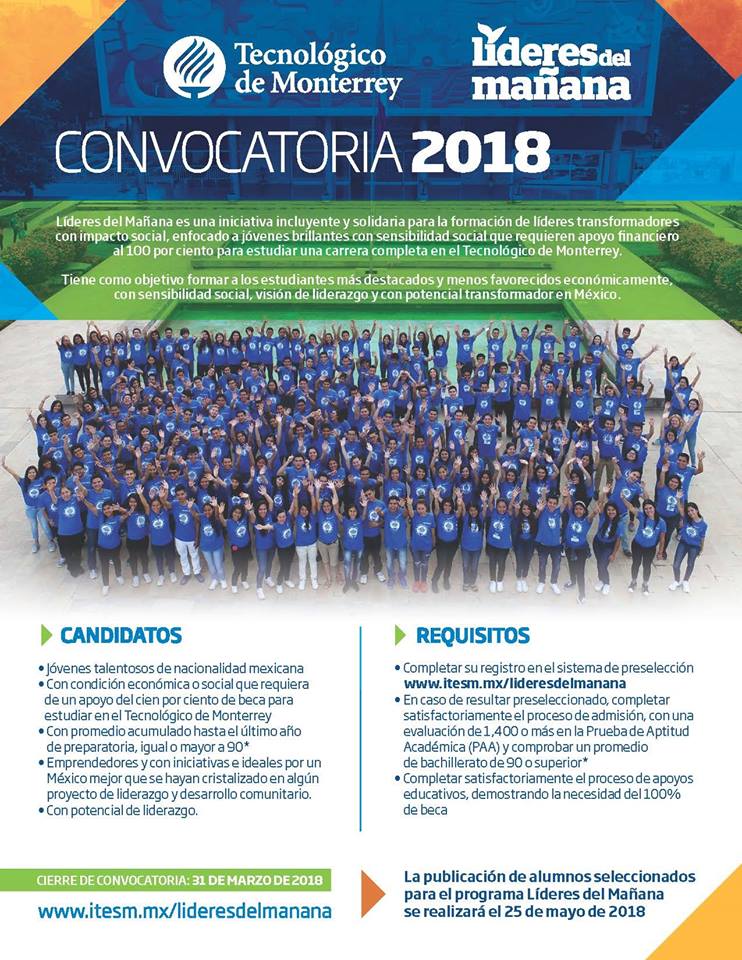 Tecnológico
de Monterrey
líderes del
mañana
CONVOCATORIA 2018
Líderes del Mañana es una iniciativa incluyente y solidaria para la formación de líderes transformadores
con impacto social, enfocado a jóvenes brillantes con sensibilidad social que requieren apoyo financiero
al 100 por ciento para estudiar una carrera completa en el Tecnológico de Monterrey.
Tiene como objetivo formar a los estudiantes más destacados y menos favorecidos económicamente,
con sensibilidad social, visión de liderazgo y con potencial transformador en México.
CANDIDATOS
• Jóvenes talentosos de nacionalidad mexicana
• Con condición económica o social que requiera
de un apoyo del cien por ciento de beca para
estudiar en el Tecnológico de Monterrey
• Con promedio acumulado hasta el último año
de preparatoria, igual o mayor a 90*
• Emprendedores y con iniciativas e ideales por un
México mejor que se hayan cristalizado en algún
proyecto de liderazgo y desarrollo comunitario.
• Con potencial de liderazgo.
REQUISITOS
• Completar su registro en el sistema de preselección
www.itesm.mx/lideresdelmanana
• En caso de resultar preseleccionado, completar
satisfactoriamente el proceso de admisión, con una
evaluación de 1,400 o más en la Prueba de Aptitud
Académica (PAA) y comprobar un promedio
de bachillerato de 90 o superior*
• Completar satisfactoriamente el proceso de apoyos
educativos, demostrando la necesidad del 100%
de beca
CIERRE DE CONVOCATORIA: 31 DE MARZO DE 2018
www.itesm.mx/lideresdelmanana
La publicación de alumnos seleccionados
para el programa Líderes del Mañana
se realizará el 25 de mayo de 2018